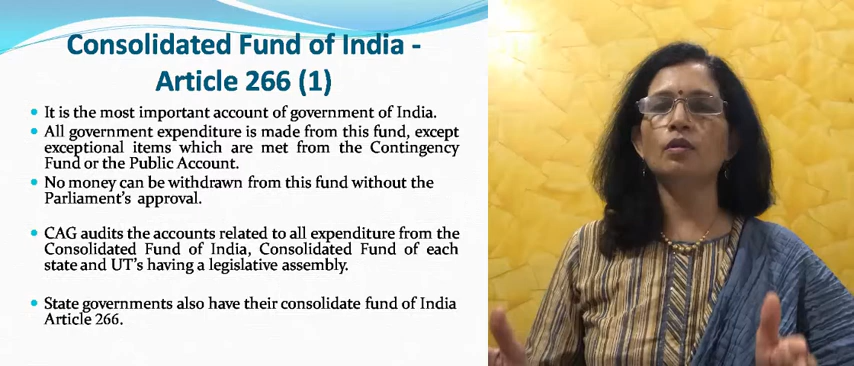 Consolidated Fund of India -
Article 266 (1)
It is the most important account of government of India.
All government expenditure is made from this fund, except
exceptional items which are met from the Contingency
Fund or the Public Account.
No money can be withdrawn from this fund without the
Parliament's approval.
CAG audits the accounts related to all expenditure from the
Consolidated Fund of India, Consolidated Fund of each
state and UT's having a legislative assembly.
State governments also have their consolidate fund of India
Article 266.